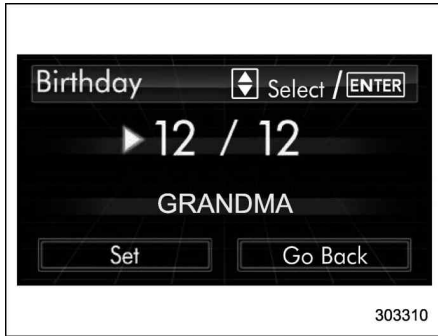 Birthday Select / ENTER
12 / 12
GRANDMA
Set Go Back
303310